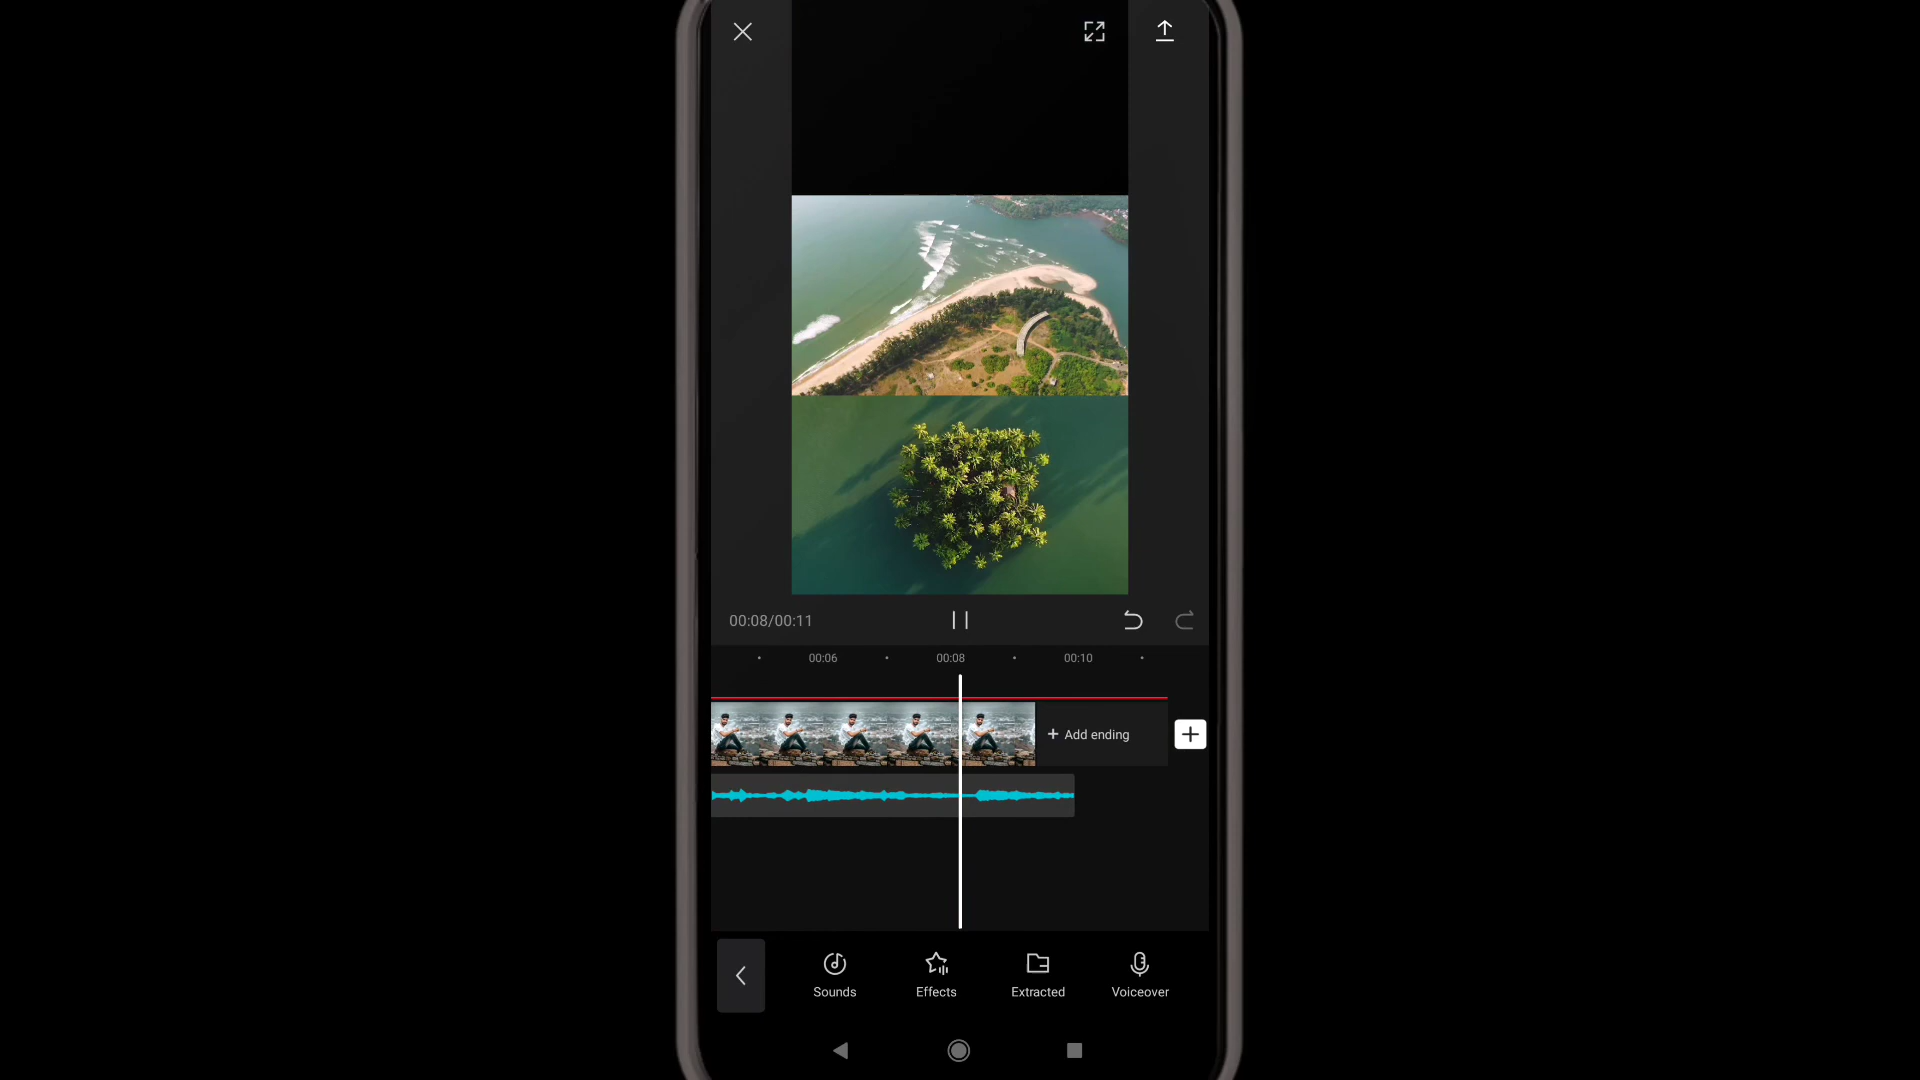 00:08/00:11
00:06 00:08 00:10
+ Add ending
Sounds Effects Extracted Voiceover